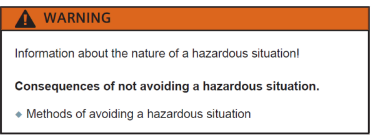 WARNING
Information about the nature of a hazardous situation!
Consequences of not avoiding a hazardous situation.
Methods of avoiding a hazardous situation